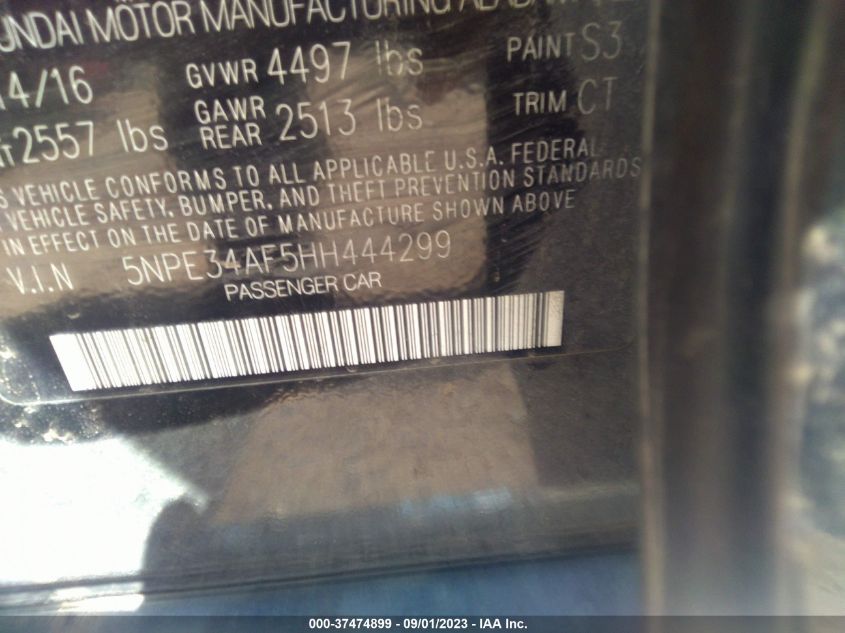 HYUNDAI MOTOR MANUFACTURING
14/16 GVWR 4497 lbs PAINT S3
2557 lbs GAWR REAR 2513 lbs TRIM CT
VEHICLE CONFORMS TO ALL APPLICABLE U.S.A. FEDERAL
VEHICLE SAFETY, BUMPER, AND THEFT PREVENTION STANDARDS
IN EFFECT ON THE DATE OF MANUFACTURE SHOWN ABOVE
V.I.N 5NPE34AF5HH444299
PASSENGER CAR
000-37474899 - 09/01/2023 - IAA Inc.